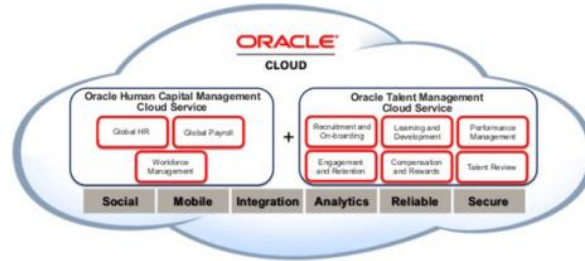 ORACLE
CLOUD
Oracle Human Capital Management
Cloud Service
Global HR
Global Payroll
Workforce
Management
+
Oracle Talent Management
Cloud Service
Recruitment and
On-boarding
Learning and
Development
Performance
Management
Engagement
and Retention
Compensation
and Rewards
Talent Review
Social
Mobile
Integration
Analytics
Reliable
Secure